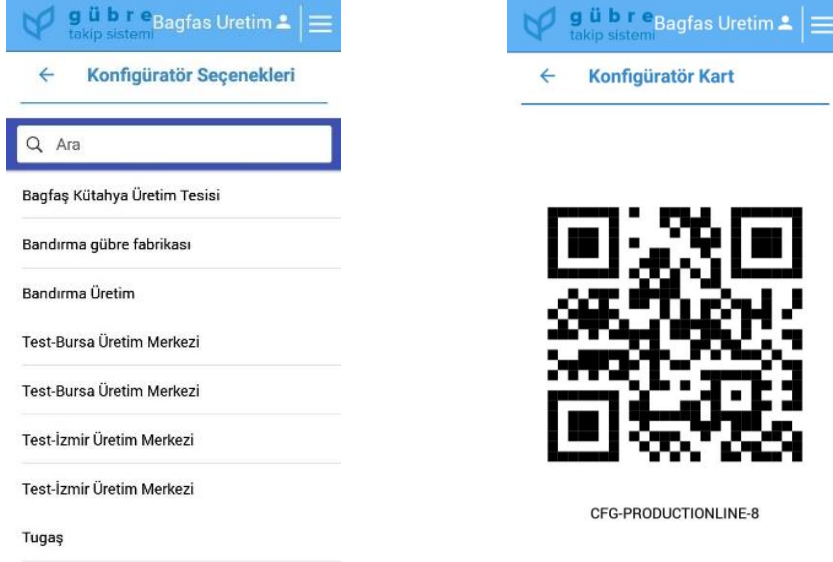 gübre
takip sistemi
Bagfas Uretim
Konfigüratör Seçenekleri
Ara
Bagfaş Kütahya Üretim Tesisi
Bandırma gübre fabrikası
Bandırma Üretim
Test-Bursa Üretim Merkezi
Test-Bursa Üretim Merkezi
Test-İzmir Üretim Merkezi
Test-İzmir Üretim Merkezi
Tugaş
gübre
takip sistemi
Bagfas Uretim
Konfigüratör Kart
CFG-PRODUCTIONLINE-8